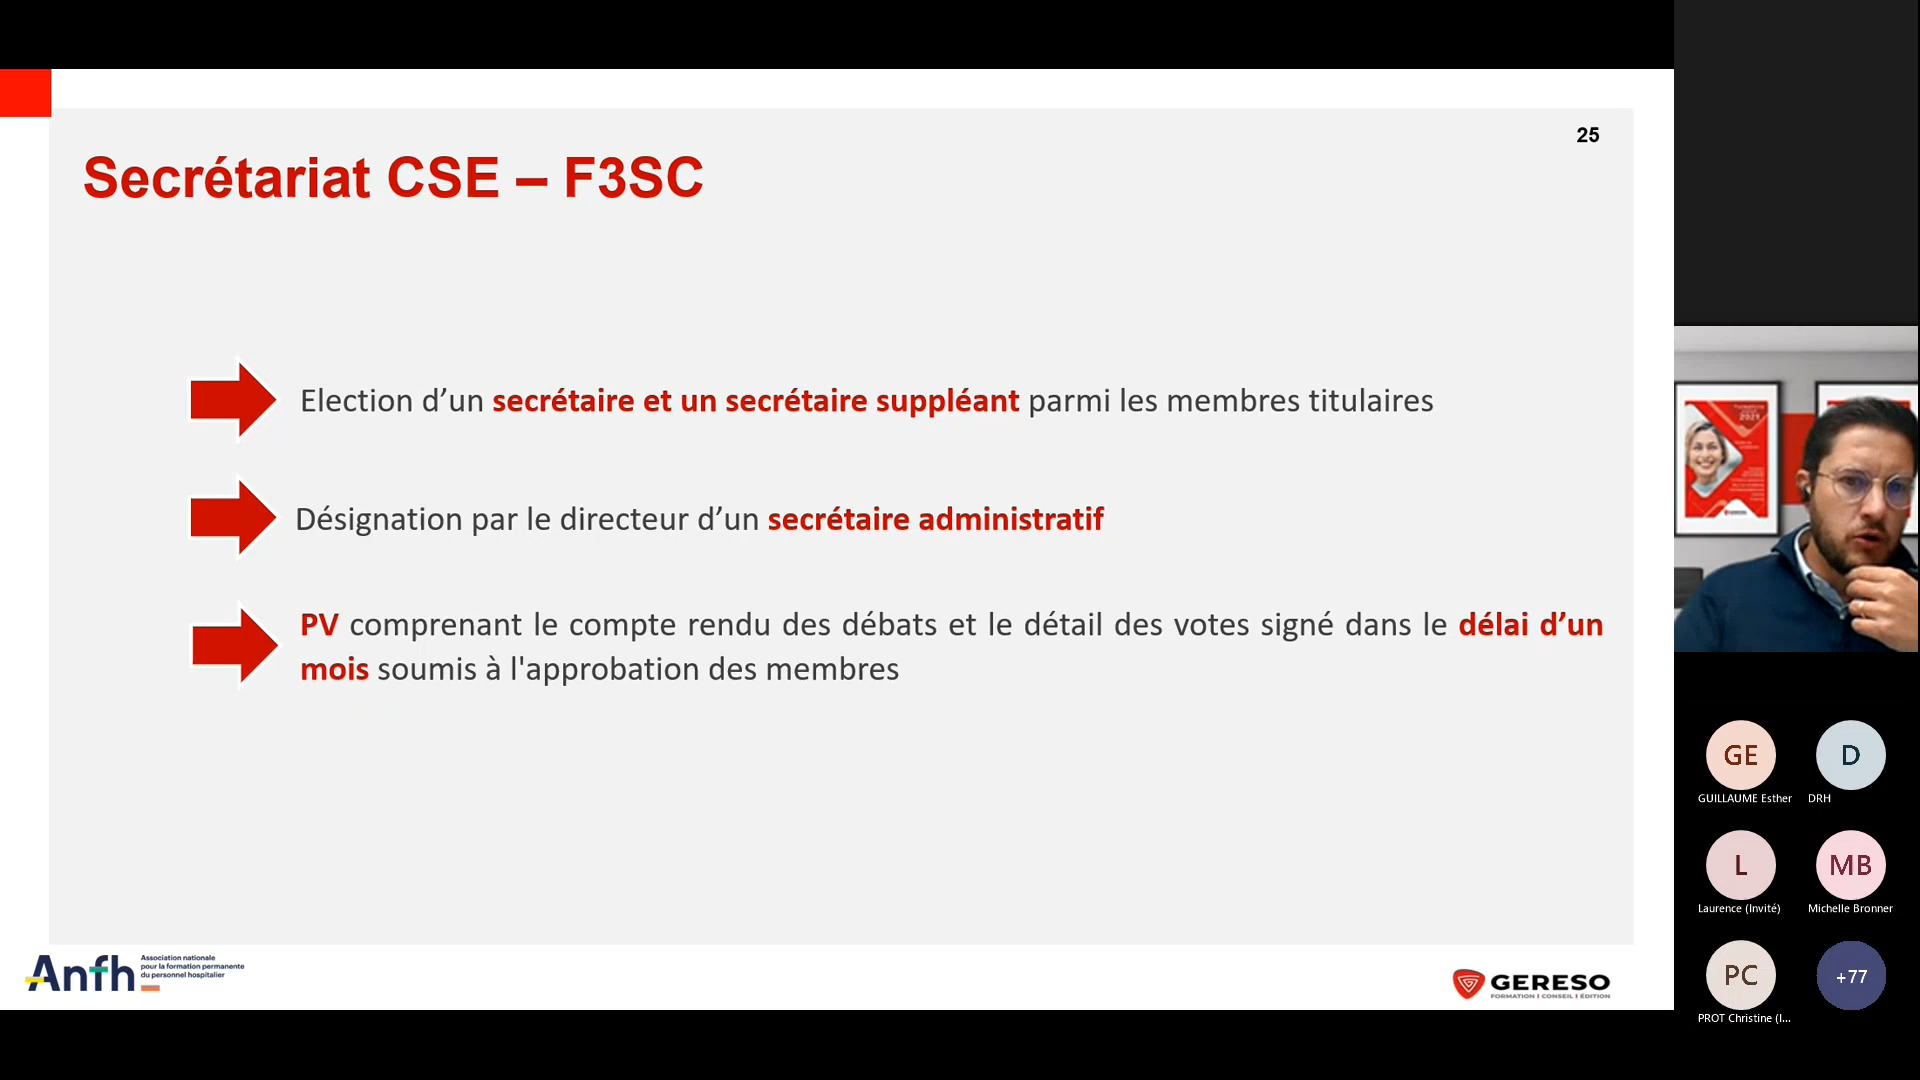 25
Secrétariat CSE – F3SC
Election d’un secrétaire et un secrétaire suppléant parmi les membres titulaires
Désignation par le directeur d’un secrétaire administratif
PV comprenant le compte rendu des débats et le détail des votes signé dans le délai d’un
mois soumis à l'approbation des membres
Anfh
Association nationale
pour la formation permanente
du personnel hospitalier
GERESO
FORMATION | CONSEIL | ÉDITION
2021
GE
GUILLAUME Esther
D
DRH
L
Laurence (Invité)
MB
Michelle Bronner
PC
PROT Christine (I...
+77